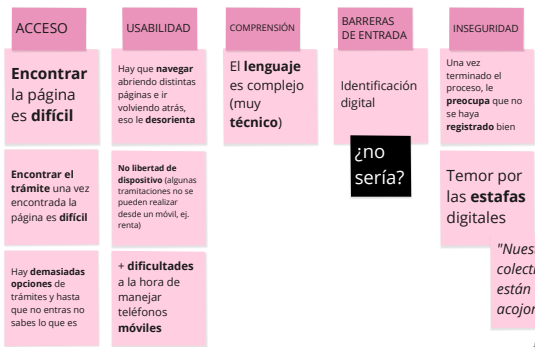 ACCESO
Encontrar
la página
es difícil
Encontrar el
trámite una vez
encontrada la
página es difícil
Hay demasiadas
opciones de
trámites y hasta
que no entras no
sabes lo que es
USABILIDAD
Hay que navegar
abriendo distintas
páginas e ir
volviendo atrás,
eso le desorienta
No libertad de
dispositivo (algunas
tramitaciones no se
pueden realizar
desde un móvil, ej.
renta)
+ dificultades
a la hora de
manejar
teléfonos
móviles
COMPRENSIÓN
El lenguaje
es complejo
(muy
técnico)
BARRERAS
DE ENTRADA
Identificación
digital
¿no
sería?
INSEGURIDAD
Una vez
terminado el
proceso, le
preocupa que no
se haya
registrado bien
Temor por
las estafas
digitales
están